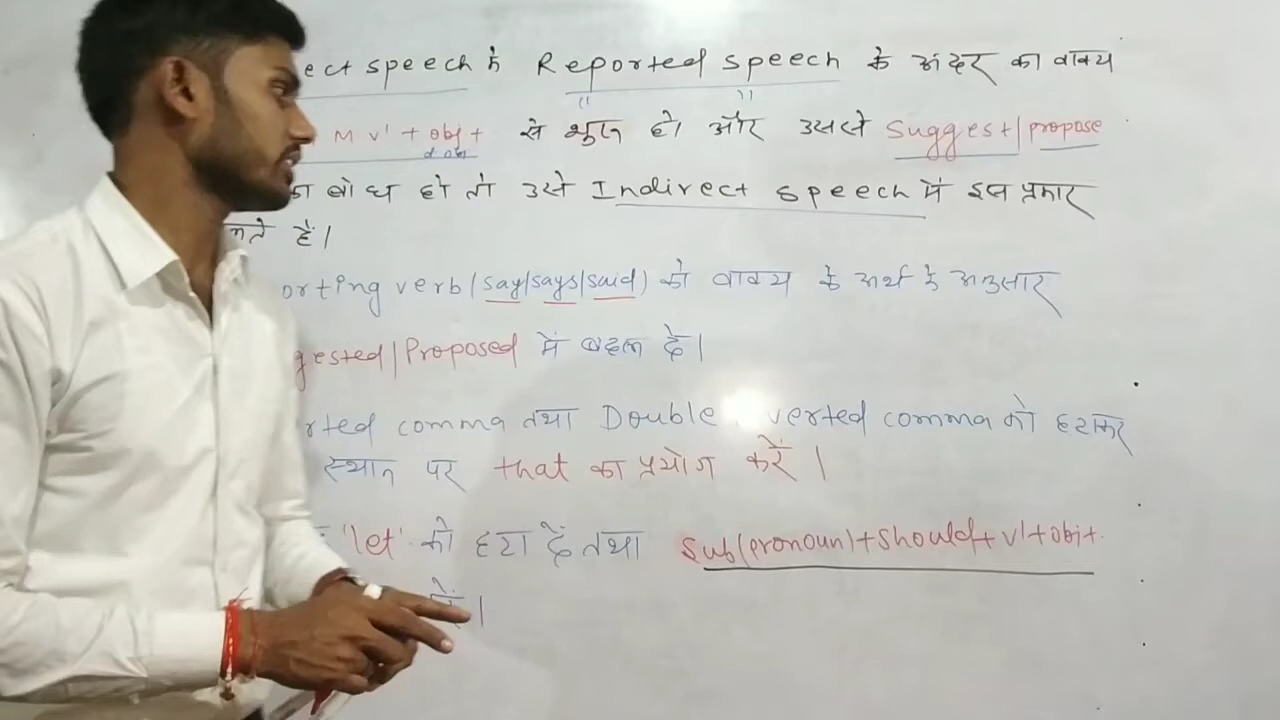 ect speech के Reported speech के अंदर का वाक्य
M V1 + obj + से शुरू हो। और उससे suggest/propose
का बोध हो तो उसे Indirect speech में इस प्रकार
है।
orting verb (say/says/said) को वाक्य के अर्थ के अनुसार
gested/Proposed में बदल दें।
rted comma तथा Double verted comma को हटाकर
स्थान पर that का प्रयोग करें।
'let' को हटा दें तथा sub(pronoun)+should+v1+obj+.